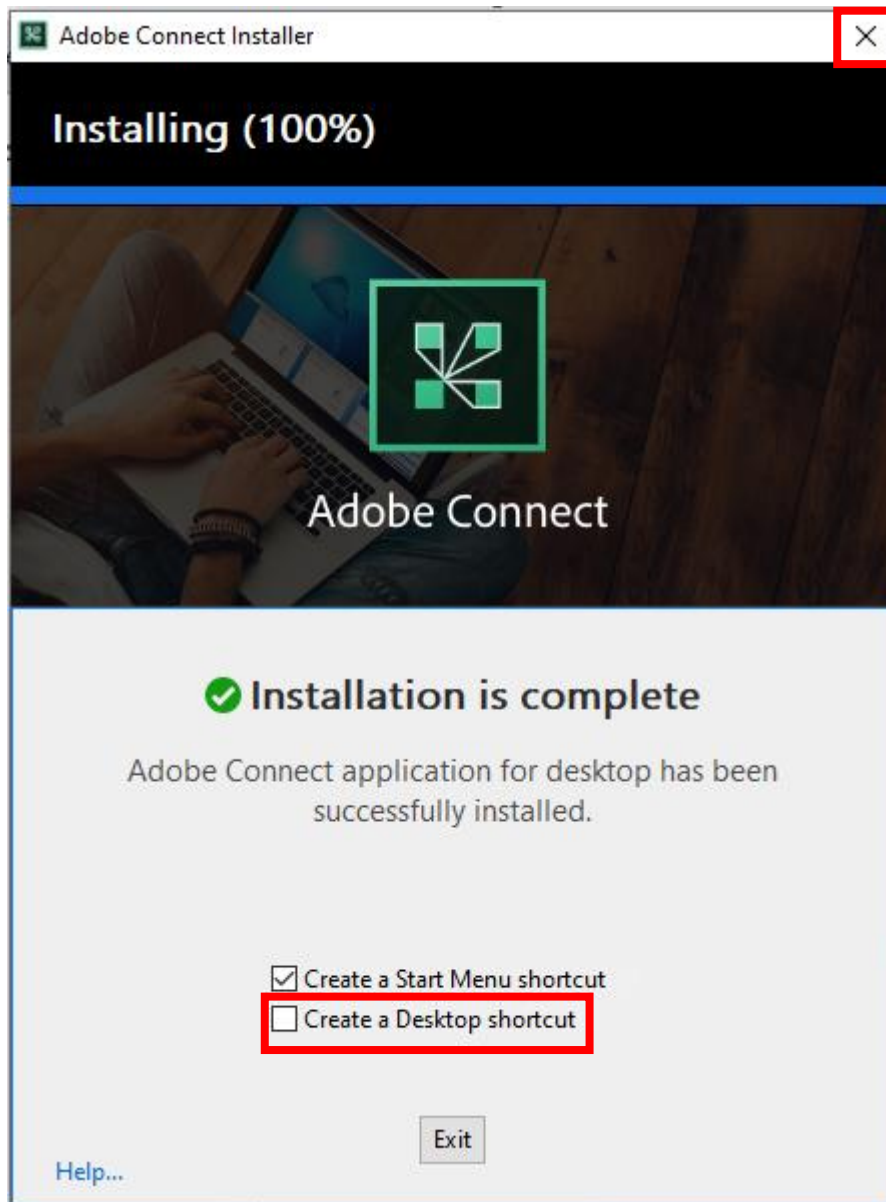 Adobe Connect Installer
Installing (100%)
Adobe Connect
Installation is complete
Adobe Connect application for desktop has been
successfully installed.
Create a Start Menu shortcut
Create a Desktop shortcut
Exit
Help...